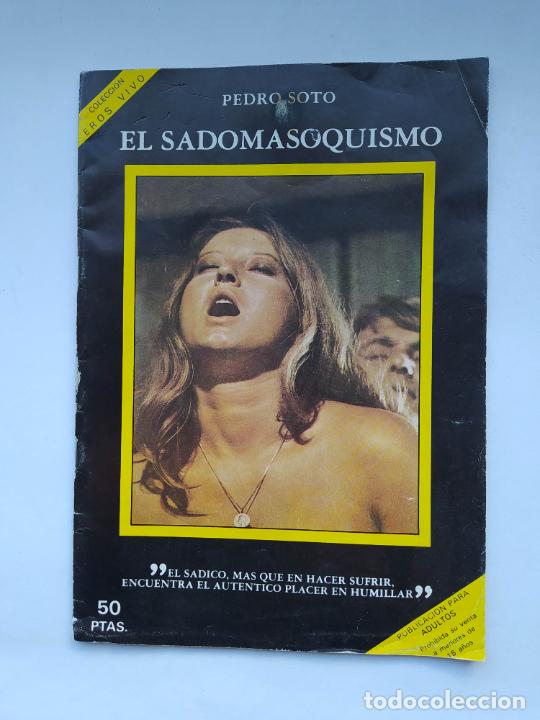 COLECCION
EROS VIVO
PEDRO SOTO
EL SADOMASOQUISMO
”EL SADICO, MAS QUE EN HACER SUFRIR,
ENCUENTRA EL AUTENTICO PLACER EN HUMILLAR”
50
PTAS.
PUBLICACION PARA
ADULTOS
Prohibida su venta
a menores de
18 años
todocoleccion.net